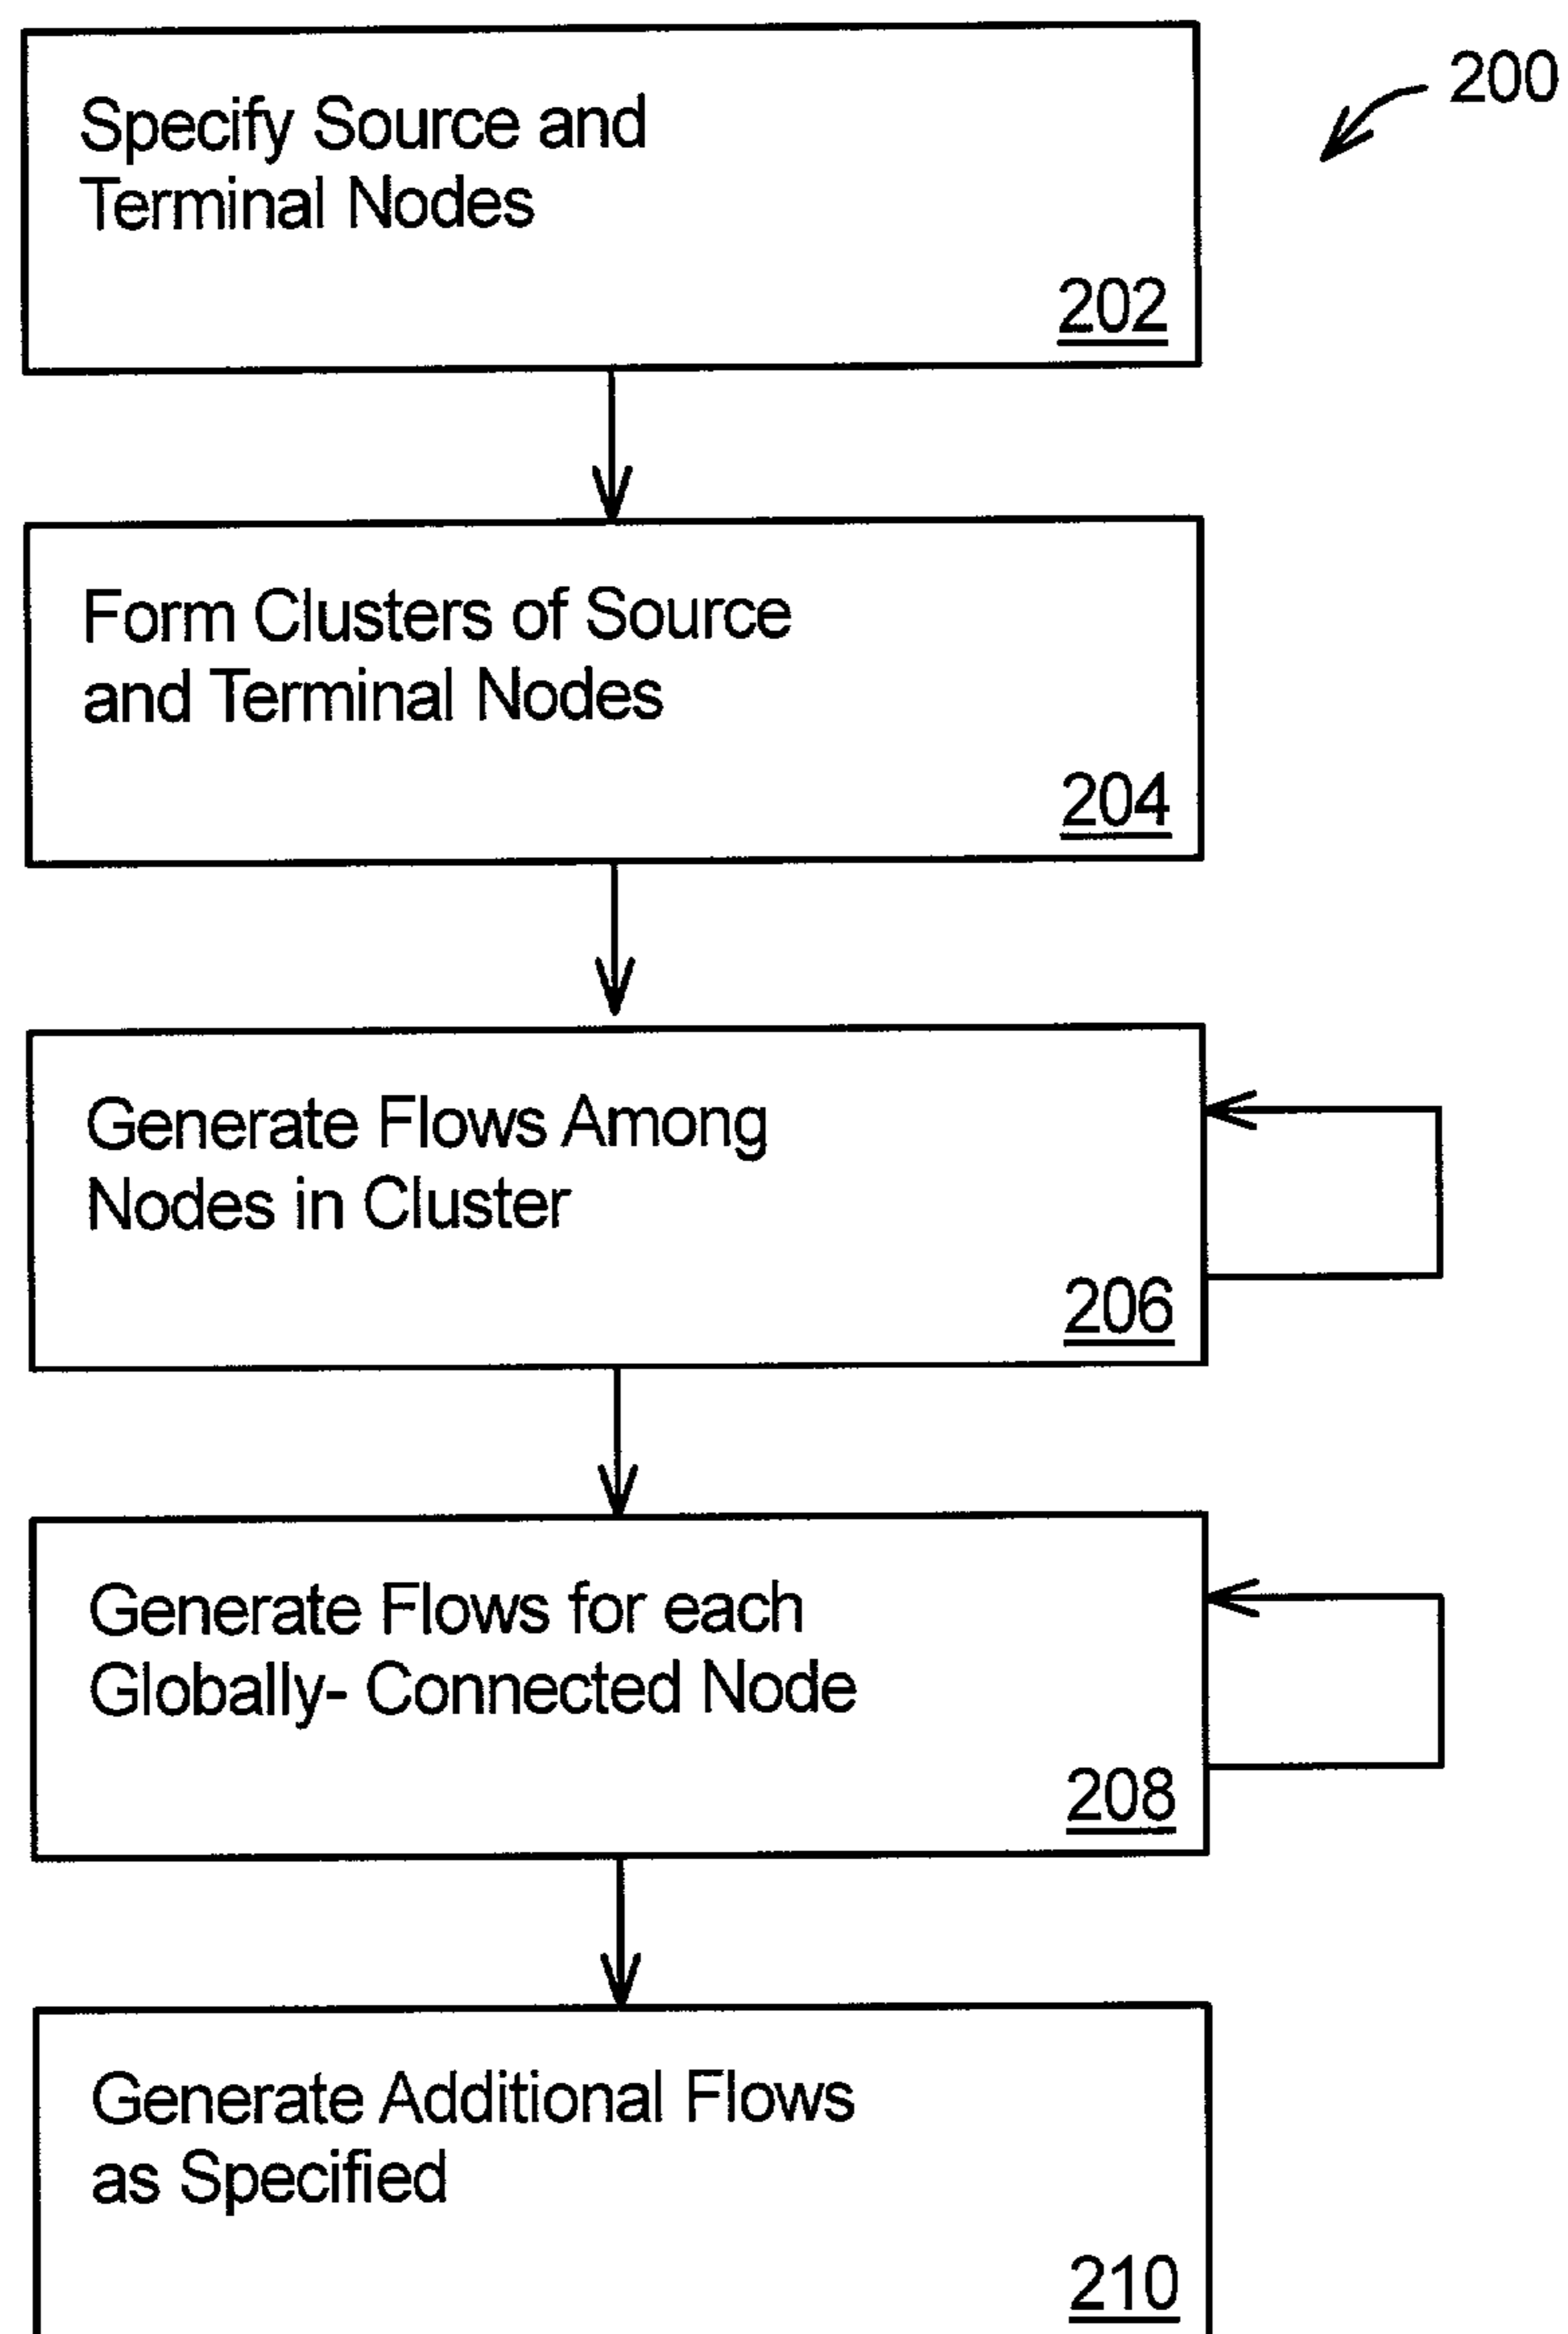 200
Specify Source and
Terminal Nodes
202
Form Clusters of Source
and Terminal Nodes
204
Generate Flows Among
Nodes in Cluster
206
Generate Flows for each
Globally- Connected Node
208
Generate Additional Flows
as Specified
210